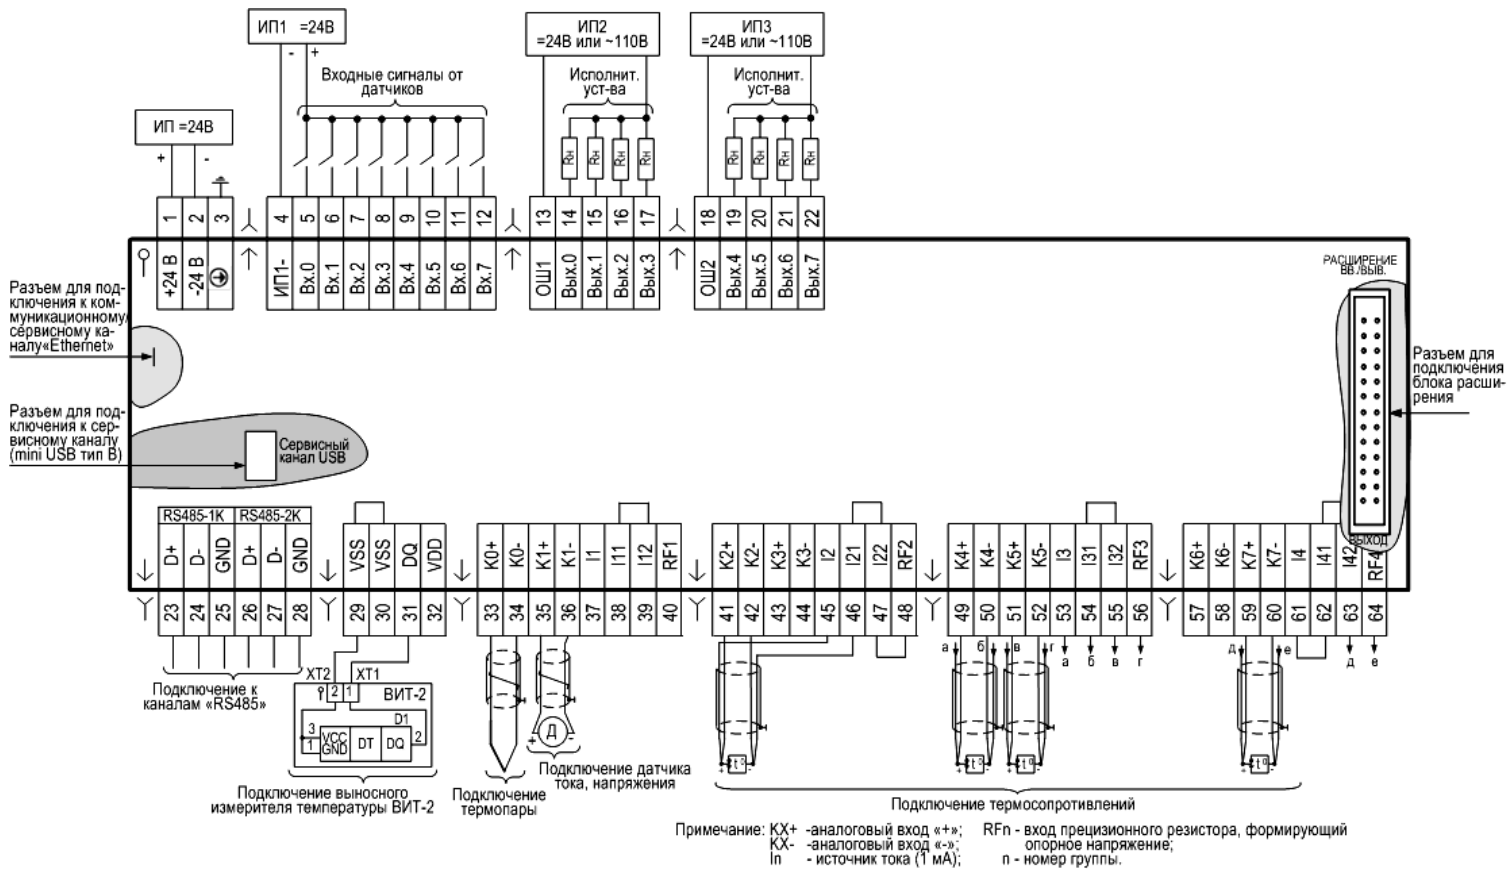 ИП1 =24В
- +
ИП2
=24В или ~110В
ИП3
=24В или ~110В
Входные сигналы от
датчиков
Исполнит.
уст-ва
Исполнит.
уст-ва
ИП =24В
+ -
Rн Rн Rн Rн
Rн Rн Rн Rн
1 2 3
4 5 6 7 8 9 10 11 12
13 14 15 16 17
18 19 20 21 22
+24 В -24 В
ИП1- Вх.0 Вх.1 Вх.2 Вх.3 Вх.4 Вх.5 Вх.6 Вх.7
ОШ1 Вых.0 Вых.1 Вых.2 Вых.3
ОШ2 Вых.4 Вых.5 Вых.6 Вых.7
РАСШИРЕНИЕ
ВВ./ВЫВ.
Разъем для под-
ключения к ком-
муникационному/
сервисному ка-
налу«Ethernet»
Разъем для
подключения
блока расши-
рения
Разъем для под-
ключения к сер-
висному каналу
(mini USB тип В)
Сервисный
канал USB
ВЫХОД
RS485-1K RS485-2K
D+ D- GND D+ D- GND
VSS VSS DQ VDD
K0+ K0- K1+ K1- I1 I11 I12 RF1
K2+ K2- K3+ K3- I2 I21 I22 RF2
K4+ K4- K5+ K5- I3 I31 I32 RF3
K6+ K6- K7+ K7- I4 I41 I42 RF4
23 24 25 26 27 28
29 30 31 32
33 34 35 36 37 38 39 40
41 42 43 44 45 46 47 48
49 50 51 52 53 54 55 56
57 58 59 60 61 62 63 64
а б в г а б в г
д е д е
Подключение к
каналам «RS485»
XT2 XT1
2 1 ВИТ-2
D1
3
1
VCC
GND
DT DQ 2
+ Д -
+ t° -
+ t° - + t° -
+ t° -
Подключение выносного
измерителя температуры ВИТ-2
Подключение
термопары
Подключение датчика
тока, напряжения
Подключение термосопротивлений
Примечание: KX+ -аналоговый вход «+»; RFn - вход прецизионного резистора, формирующий
KX- -аналоговый вход «-»; опорное напряжение;
In - источник тока (1 мА); n - номер группы.